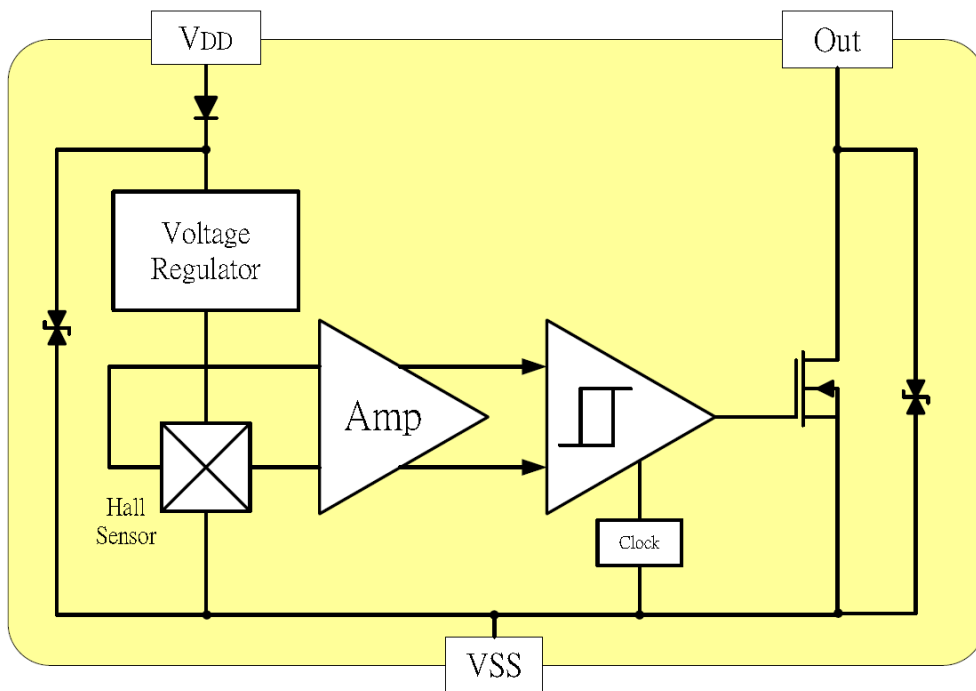 VDD
Out
Voltage
Regulator
Amp
Hall
Sensor
Clock
VSS